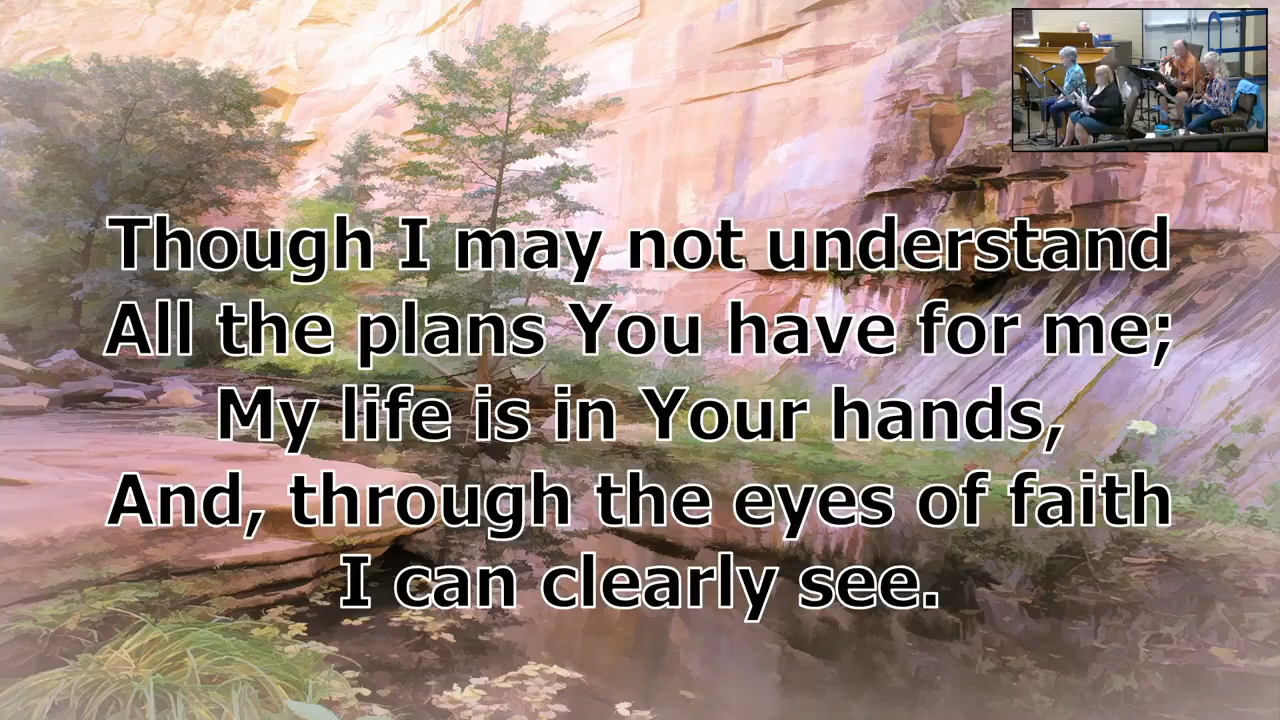 Though I may not understand
All the plans You have for me;
My life is in Your hands,
And, through the eyes of faith
I can clearly see.